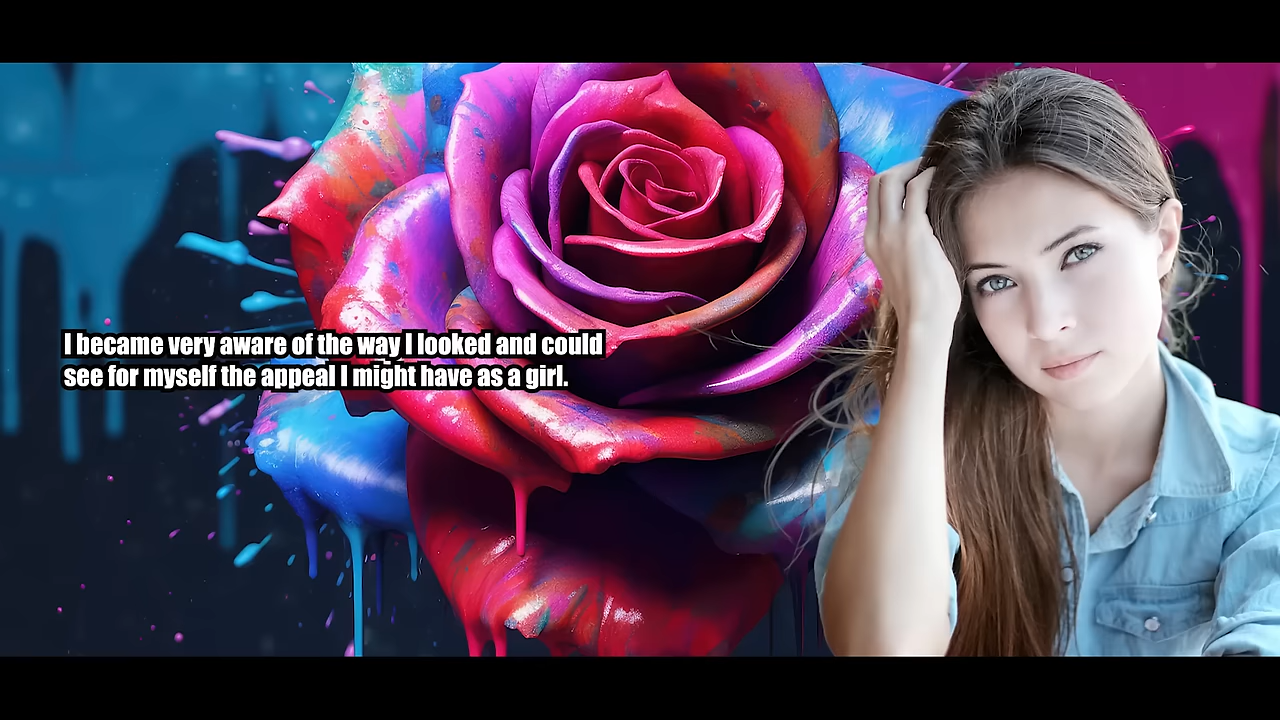 I became very aware of the way I looked and could
see for myself the appeal I might have as a girl.